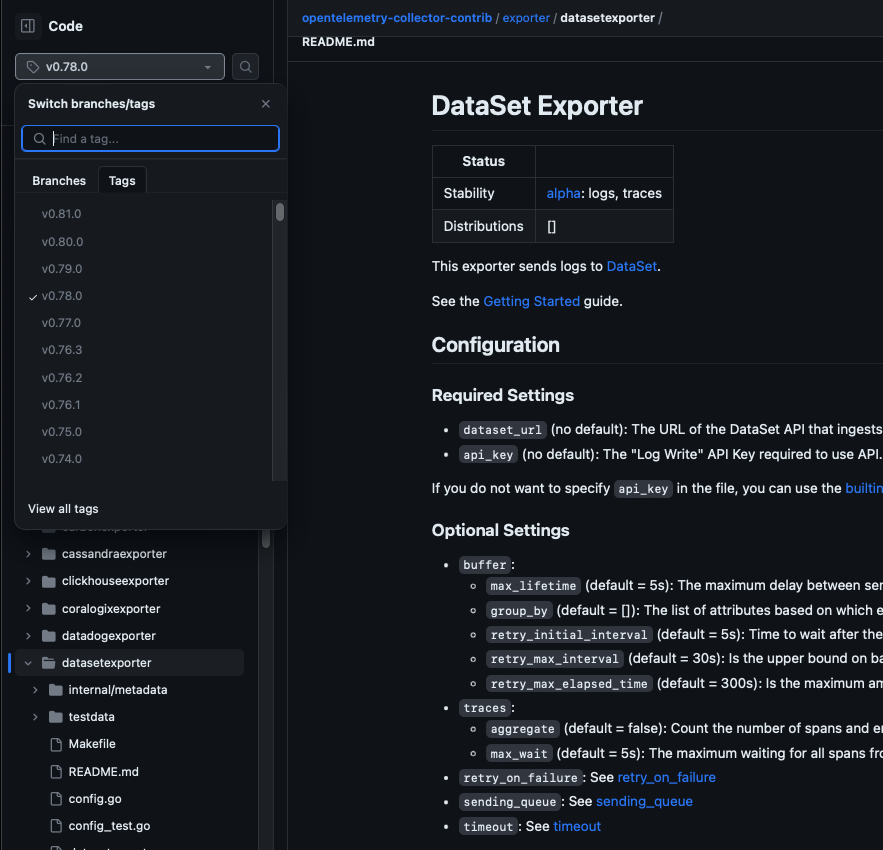 Code
v0.78.0
Switch branches/tags
Find a tag...
Branches
Tags
v0.81.0
v0.80.0
v0.79.0
v0.78.0
v0.77.0
v0.76.3
v0.76.2
v0.76.1
v0.75.0
v0.74.0
View all tags
cassandraexporter
clickhouseexporter
coralogixexporter
datadogexporter
datasetexporter
internal/metadata
testdata
Makefile
README.md
config.go
config_test.go
opentelemetry-collector-contrib / exporter / datasetexporter /
README.md
DataSet Exporter
Status
Stability alpha: logs, traces
Distributions []
This exporter sends logs to DataSet.
See the Getting Started guide.
Configuration
Required Settings
dataset_url (no default): The URL of the DataSet API that ingests
api_key (no default): The "Log Write" API Key required to use API.
If you do not want to specify api_key in the file, you can use the builtin
Optional Settings
buffer:
max_lifetime (default = 5s): The maximum delay between
group_by (default = []): The list of attributes based on which
retry_initial_interval (default = 5s): Time to wait after the
retry_max_interval (default = 30s): Is the upper bound on
retry_max_elapsed_time (default = 300s): Is the maximum
traces:
aggregate (default = false): Count the number of spans and
max_wait (default = 5s): The maximum waiting for all spans
retry_on_failure: See retry_on_failure
sending_queue: See sending_queue
timeout: See timeout